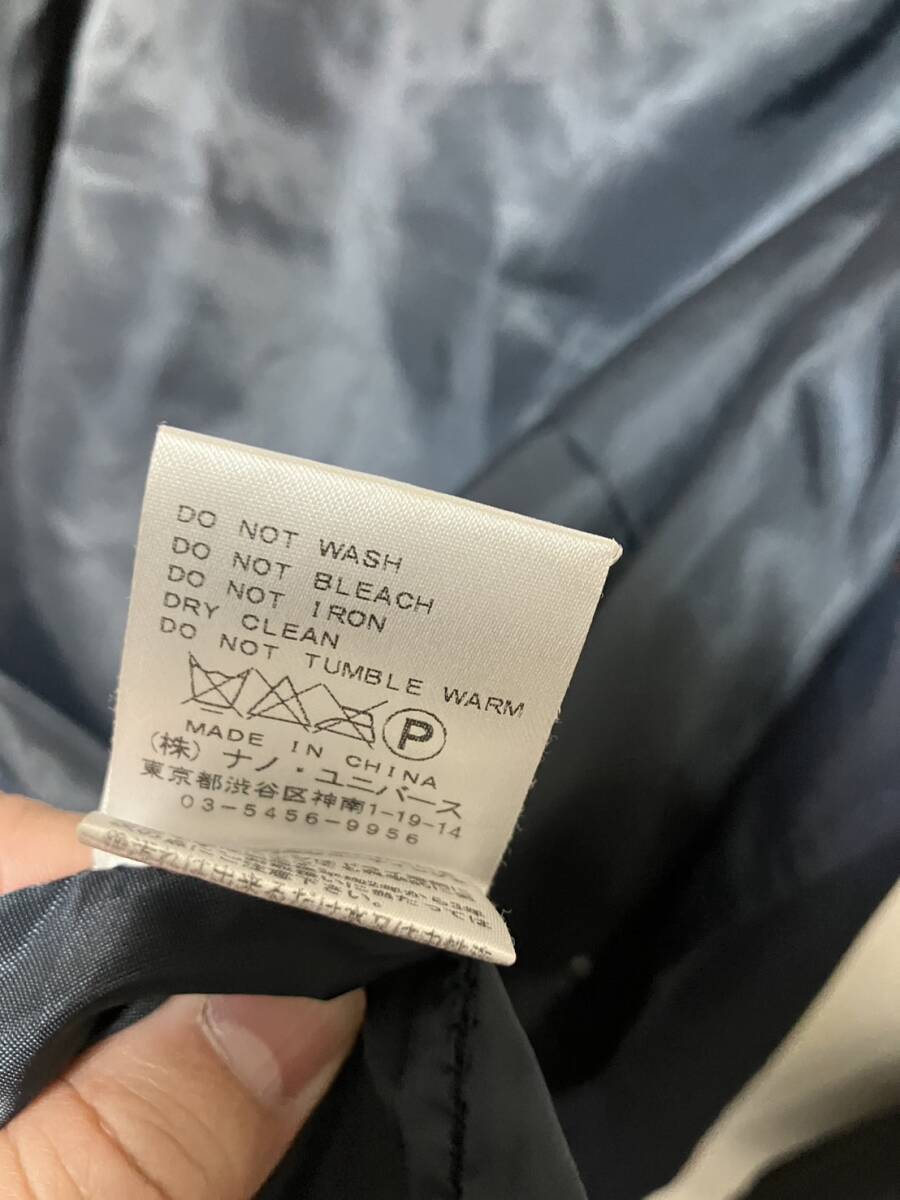 DO NOT WASH
DO NOT BLEACH
DO NOT IRON
DRY CLEAN
DO NOT TUMBLE WARM
P
MADE IN CHINA
(株)ナノ・ユニバース
東京都渋谷区神南1-19-14
03-5456-9956